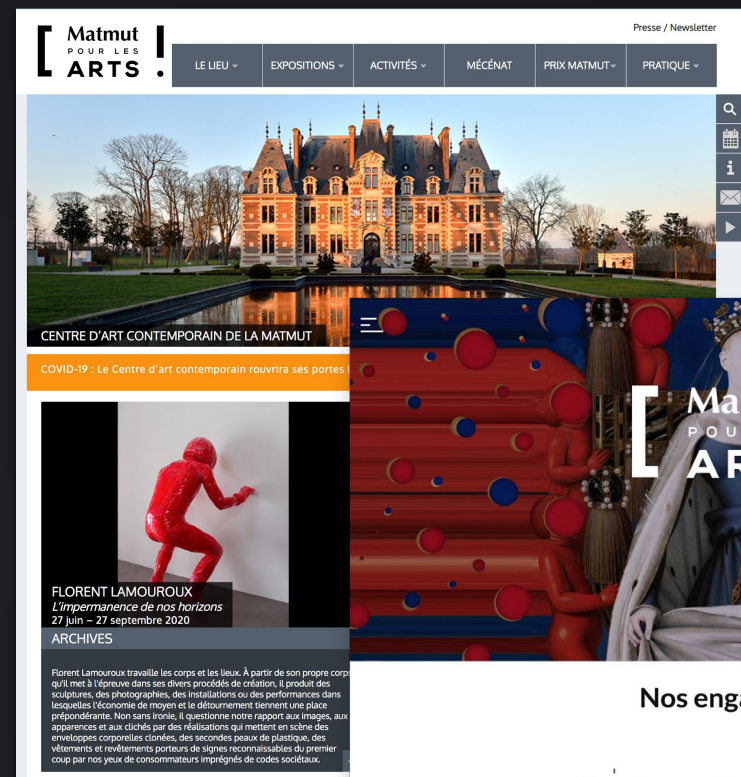 Presse / Newsletter
Matmut
POUR LES
ARTS
LE LIEU
EXPOSITIONS
ACTIVITÉS
MÉCÉNAT
PRIX MATMUT
PRATIQUE
CENTRE D'ART CONTEMPORAIN DE LA MATMUT
COVID-19 : Le Centre d'art contemporain rouvrira ses portes
Ma
POU
AR
FLORENT LAMOUROUX
L'impermanence de nos horizons
27 juin – 27 septembre 2020
ARCHIVES
Florent Lamouroux travaille les corps et les lieux. À partir de son propre corps
qu'il met à l'épreuve dans ses divers procédés de création, il produit des
sculptures, des photographies, des installations ou des performances dans
lesquelles l'économie de moyen et le détournement tiennent une place
prépondérante. Non sans ironie, il questionne notre rapport aux images, aux
apparences et aux clichés par des réalisations qui mettent en scène des
enveloppes corporelles clonées, des secondes peaux de plastique, des
vêtements et revêtements porteurs de signes reconnaissables du premier
coup par nos yeux de consommateurs imprégnés de codes sociétaux.
Nos enga